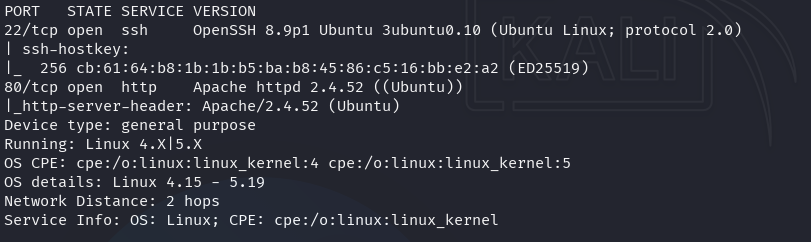 PORT   STATE SERVICE VERSION
22/tcp open  ssh     OpenSSH 8.9p1 Ubuntu 3ubuntu0.10 (Ubuntu Linux; protocol 2.0)
| ssh-hostkey:
|_  256 cb:61:64:b8:1b:1b:b5:ba:b8:45:86:c5:16:bb:e2:a2 (ED25519)
80/tcp open  http    Apache httpd 2.4.52 ((Ubuntu))
|_http-server-header: Apache/2.4.52 (Ubuntu)
Device type: general purpose
Running: Linux 4.X|5.X
OS CPE: cpe:/o:linux:linux_kernel:4 cpe:/o:linux:linux_kernel:5
OS details: Linux 4.15 - 5.19
Network Distance: 2 hops
Service Info: OS: Linux; CPE: cpe:/o:linux:linux_kernel
KALI